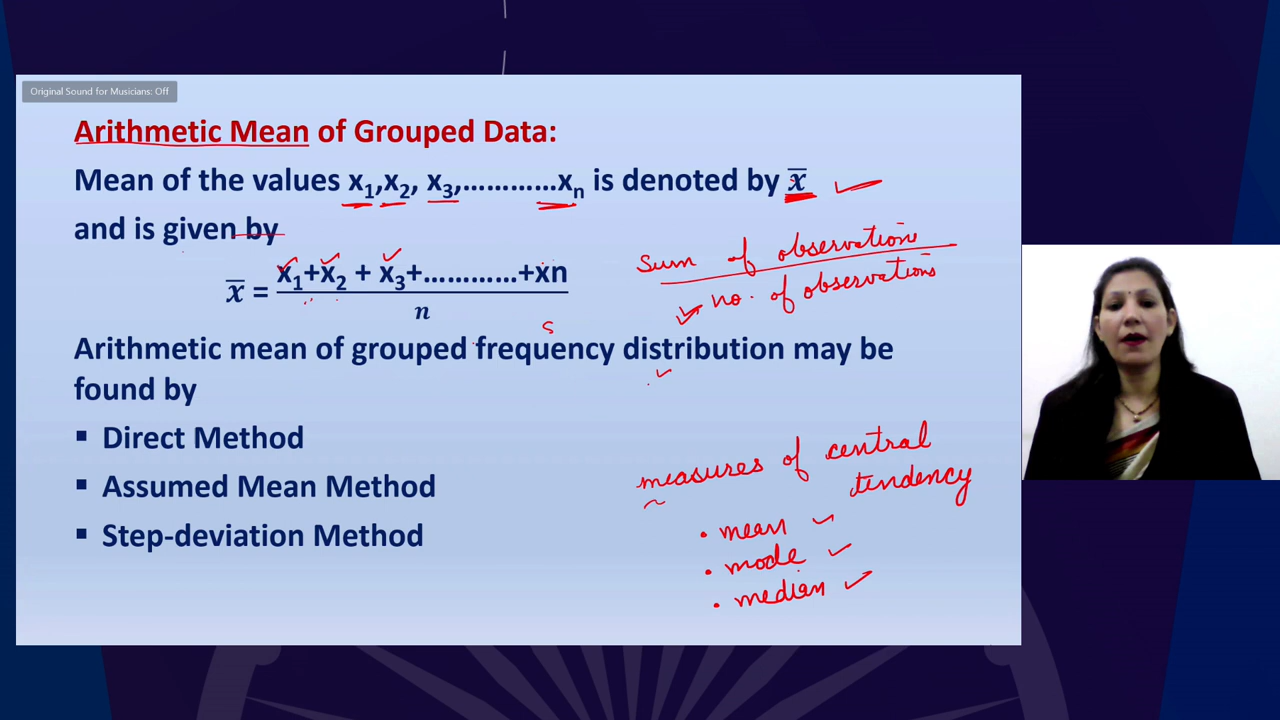 Original Sound for Musicians: Off
Arithmetic Mean of Grouped Data:
Mean of the values x₁,x₂, x₃,............xₙ is denoted by x̅
and is given by
x̅ = x₁+x₂ + x₃+............+xn
n
sum of observations
no. of observations
s
Arithmetic mean of grouped frequency distribution may be
found by
▪ Direct Method
▪ Assumed Mean Method
▪ Step-deviation Method
measures of central
tendency
• mean ✓
• mode ✓
• median ✓